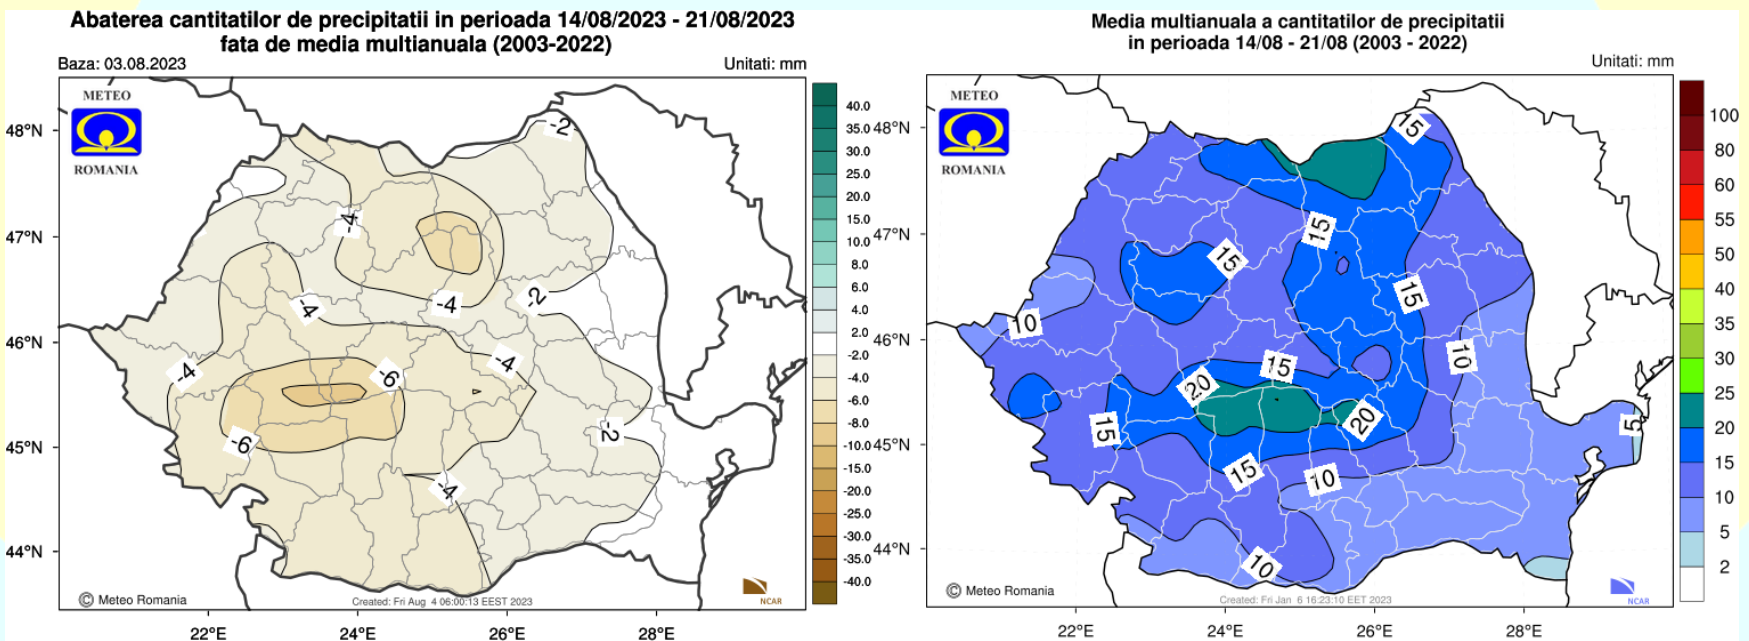 Abaterea cantitatilor de precipitatii in perioada 14/08/2023 - 21/08/2023
fata de media multianuala (2003-2022)
Baza: 03.08.2023
Unitati: mm
METEO
ROMANIA
48°N
47°N
46°N
45°N
44°N
-2
-4
-4
-2
-4
-4
-6
-4
-6
-2
-4
40.0
35.0
30.0
25.0
20.0
15.0
10.0
8.0
6.0
4.0
2.0
-2.0
-4.0
-6.0
-8.0
-10.0
-15.0
-20.0
-25.0
-30.0
-35.0
-40.0
© Meteo Romania
Created: Fri Aug 4 06:00:13 EEST 2023
NCAR
22°E
24°E
26°E
28°E
Media multianuala a cantitatilor de precipitatii
in perioada 14/08 - 21/08 (2003 - 2022)
Unitati: mm
METEO
ROMANIA
48°N
47°N
46°N
45°N
44°N
15
15
15
15
10
10
15
20
20
15
5
15
10
10
100
80
60
55
50
40
35
30
25
20
15
10
5
2
© Meteo Romania
Created: Fri Jan 6 16:23:10 EET 2023
NCAR
22°E
24°E
26°E
28°E